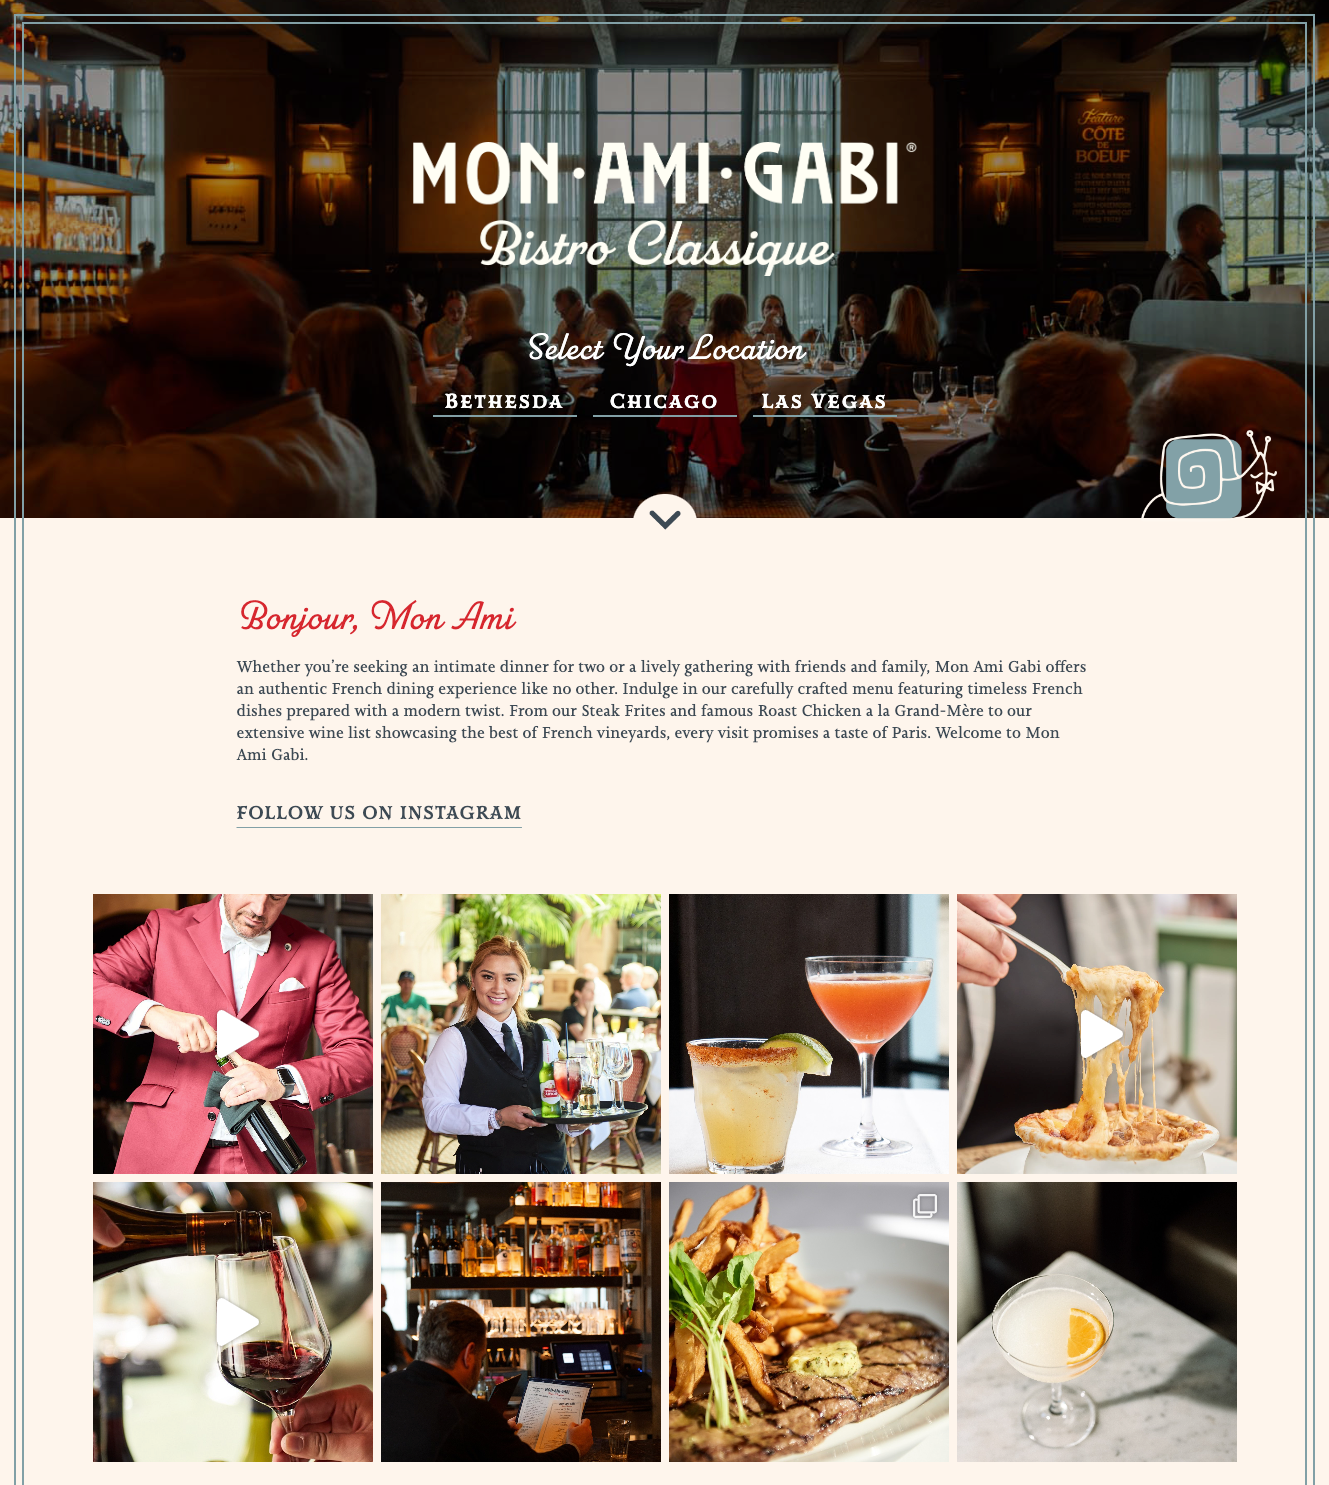 MON·AMI·GABI®
Bistro Classique
Feature
CÔTE
DE
BOEUF
Select Your Location
BETHESDA CHICAGO LAS VEGAS
Bonjour, Mon Ami
Whether you're seeking an intimate dinner for two or a lively gathering with friends and family, Mon Ami Gabi offers
an authentic French dining experience like no other. Indulge in our carefully crafted menu featuring timeless French
dishes prepared with a modern twist. From our Steak Frites and famous Roast Chicken a la Grand-Mère to our
extensive wine list showcasing the best of French vineyards, every visit promises a taste of Paris. Welcome to Mon
Ami Gabi.
FOLLOW US ON INSTAGRAM